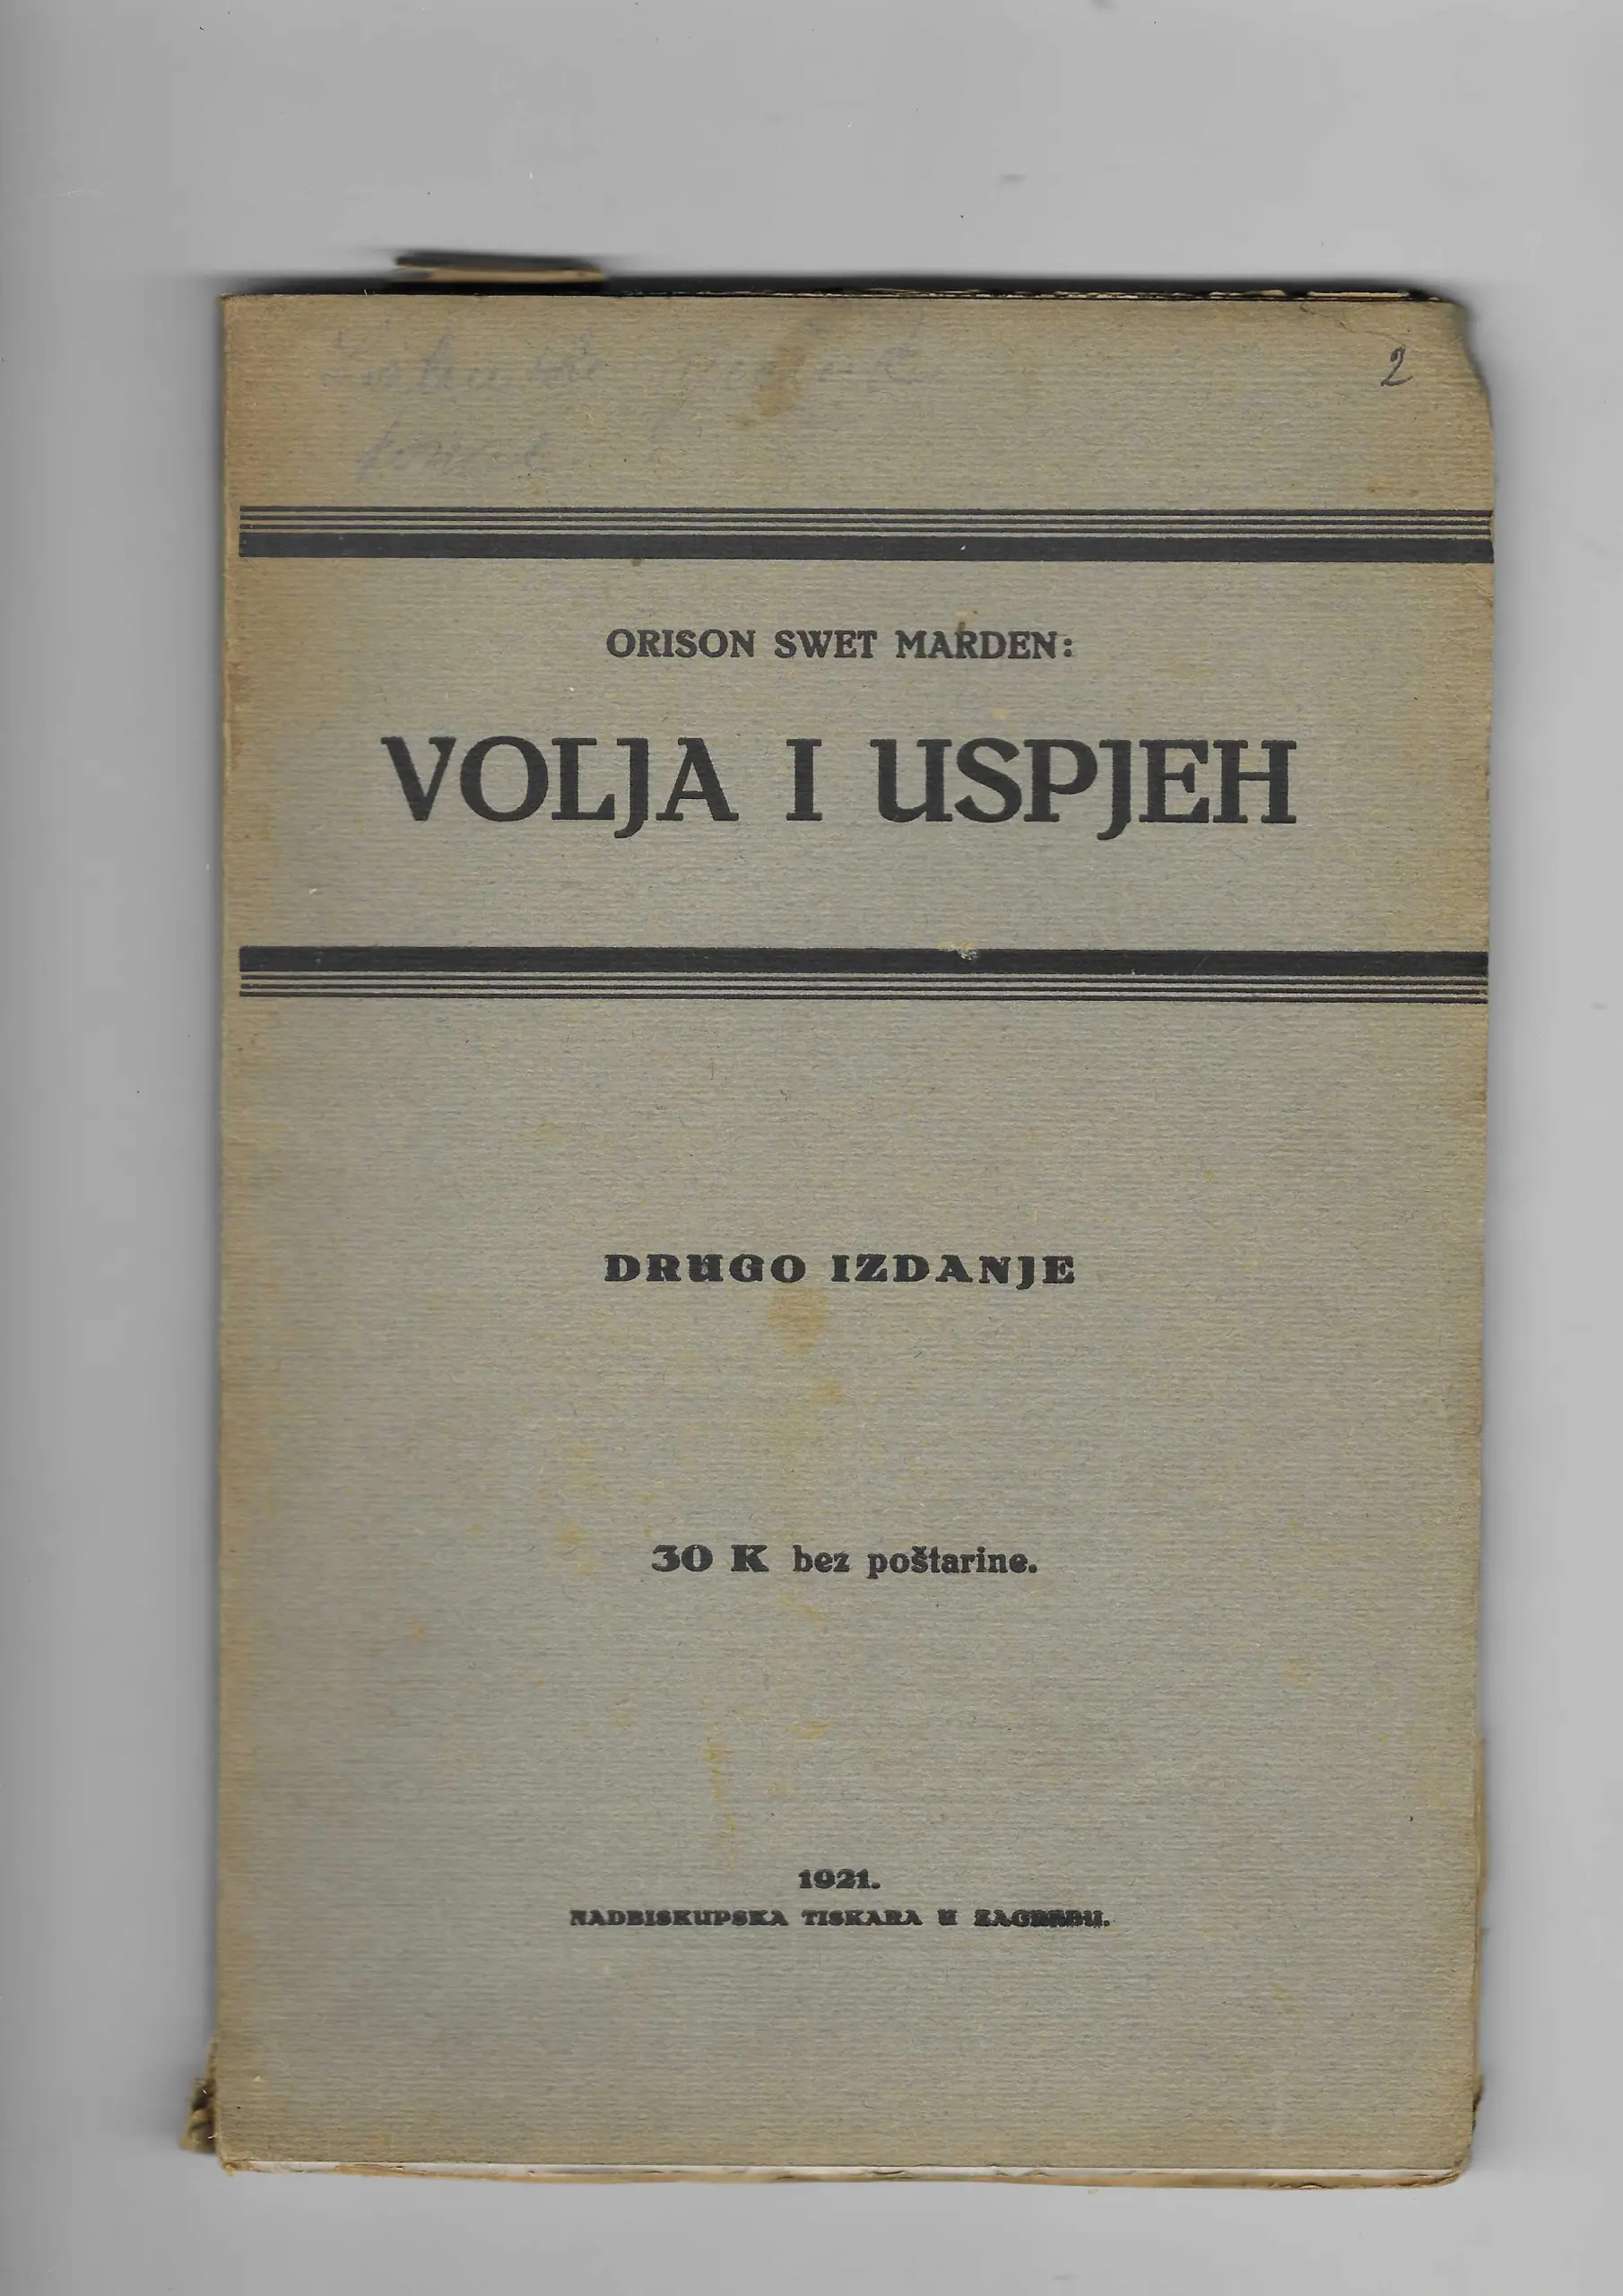 2
ORISON SWET MARDEN:
VOLJA I USPJEH
DRUGO IZDANJE
30 K bez poštarine.
1921.
NADBISKUPSKA TISKARA U ZAGREBU.